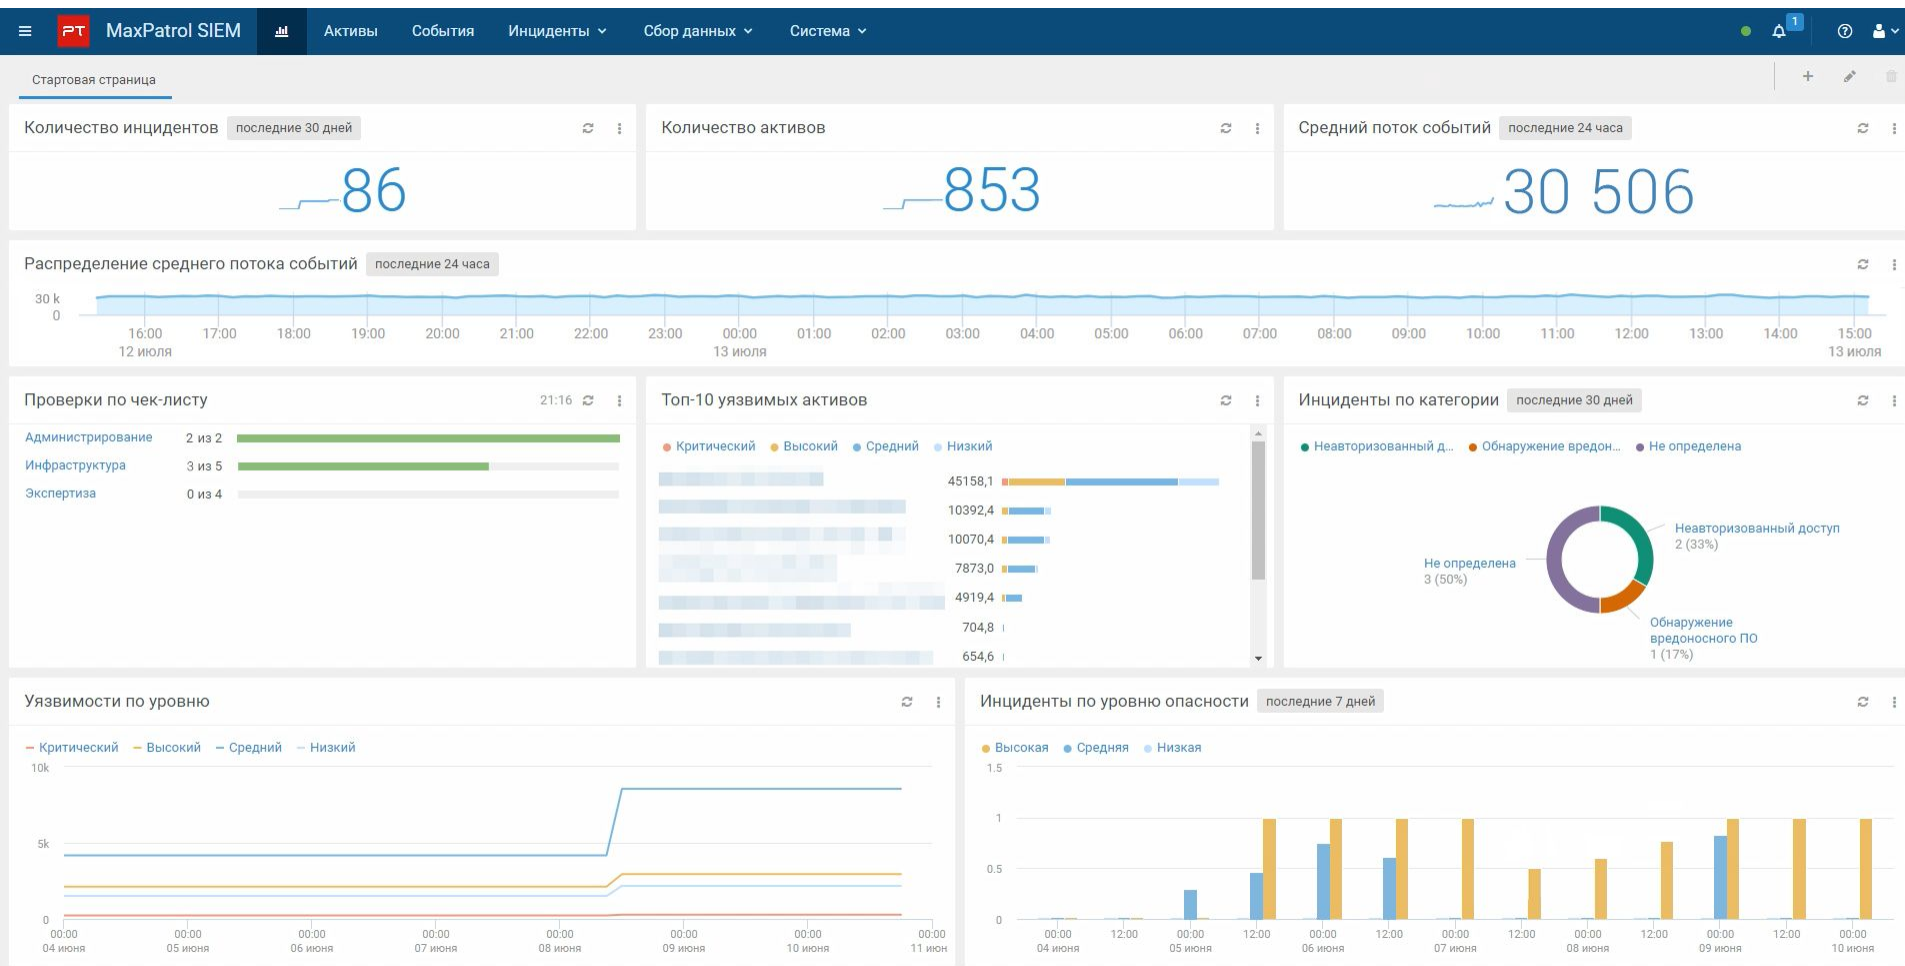 PT MaxPatrol SIEM Активы События Инциденты Сбор данных Система 1
Стартовая страница
Количество инцидентов последние 30 дней
86
Количество активов
853
Средний поток событий последние 24 часа
30 506
Распределение среднего потока событий последние 24 часа
30 k
0
16:00 17:00 18:00 19:00 20:00 21:00 22:00 23:00 00:00 01:00 02:00 03:00 04:00 05:00 06:00 07:00 08:00 09:00 10:00 11:00 12:00 13:00 14:00 15:00
12 июля 13 июля 13 июля
Проверки по чек-листу 21:16
Администрирование 2 из 2
Инфраструктура 3 из 5
Экспертиза 0 из 4
Топ-10 уязвимых активов
Критический Высокий Средний Низкий
45158,1
10392,4
10070,4
7873,0
4919,4
704,8
654,6
Инциденты по категории последние 30 дней
Неавторизованный д... Обнаружение вредон... Не определена
Неавторизованный доступ
2 (33%)
Не определена
3 (50%)
Обнаружение
вредоносного ПО
1 (17%)
Уязвимости по уровню
Критический Высокий Средний Низкий
10k
5k
0
00:00 00:00 00:00 00:00 00:00 00:00 00:00 00:00
04 июня 05 июня 06 июня 07 июня 08 июня 09 июня 10 июня 11 июн
Инциденты по уровню опасности последние 7 дней
Высокая Средняя Низкая
1.5
1
0.5
0
00:00 12:00 00:00 12:00 00:00 12:00 00:00 12:00 00:00 12:00 00:00 12:00 00:00
04 июня 05 июня 06 июня 07 июня 08 июня 09 июня 10 июня